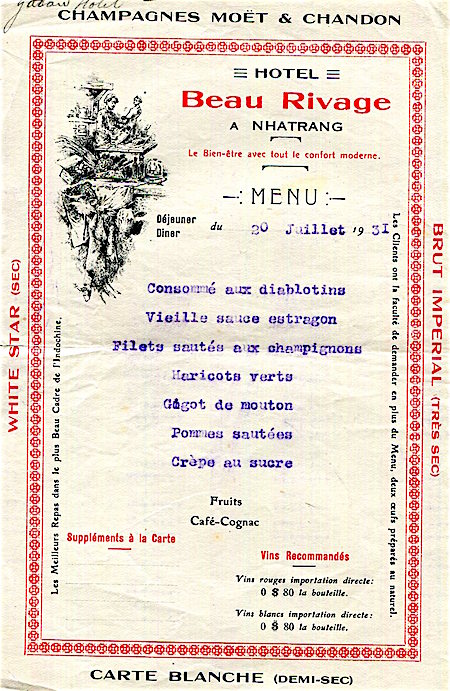 CHAMPAGNES MOËT & CHANDON
HOTEL
Beau Rivage
A NHATRANG
Le Bien-être avec tout le confort moderne.
MENU
Déjeuner
Diner
du 20 Juillet 1931
Consommé aux diablotins
Vieille sauce estragon
Filets sautés aux champignons
Haricots verts
Gigot de mouton
Pommes sautées
Crèpe au sucre
Fruits
Café-Cognac
Suppléments à la Carte
Vins Recommandés
Vins rouges importation directe:
0 $ 80 la bouteille.
Vins blancs importation directe:
0 $ 80 la bouteille.
Les Meilleurs Repas dans le plus Beau Cadre de l'Indochine.
Les Clients ont la faculté de demander en plus du Menu, deux œufs préparés au naturel.
WHITE STAR (SEC)
BRUT IMPERIAL (TRÈS SEC)
CARTE BLANCHE (DEMI-SEC)